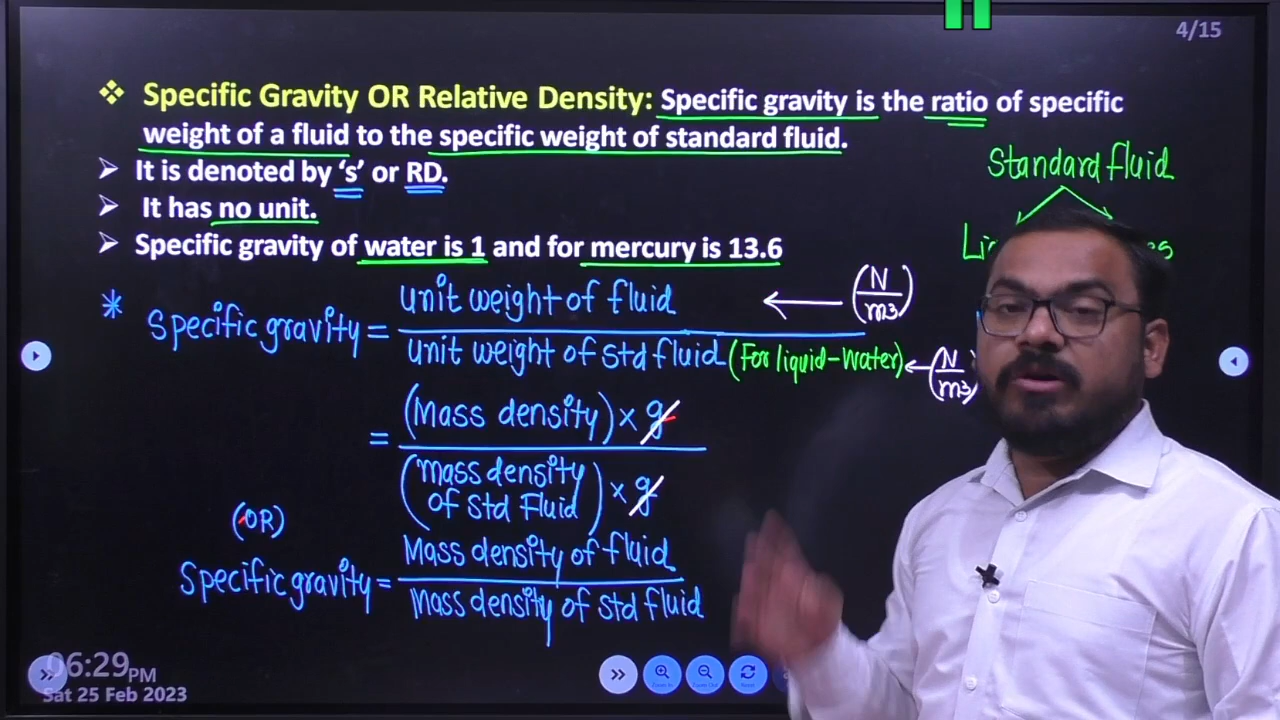 4/15
❖ Specific Gravity OR Relative Density: Specific gravity is the ratio of specific
weight of a fluid to the specific weight of standard fluid.
➢ It is denoted by ‘s’ or RD.
➢ It has no unit.
➢ Specific gravity of water is 1 and for mercury is 13.6
Standard fluid
* Specific gravity = unit weight of fluid ← (N/m3)
unit weight of std fluid (For liquid-water) ← (N/m3)
= (Mass density) × g
(mass density of Std Fluid) × g
(OR)
Specific gravity = Mass density of fluid
Mass density of std fluid
06:29 PM
Sat 25 Feb 2023